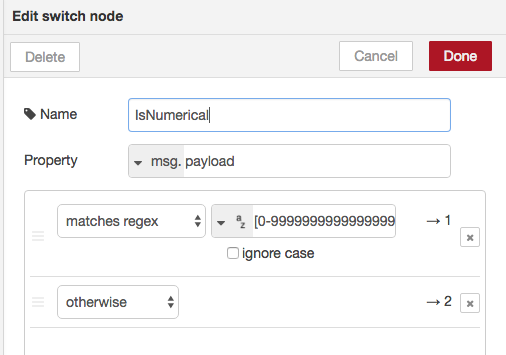 Edit switch node
Delete Cancel Done
Name IsNumerical
Property msg. payload
matches regex a z [0-9999999999999999 → 1 x
ignore case
otherwise → 2 x